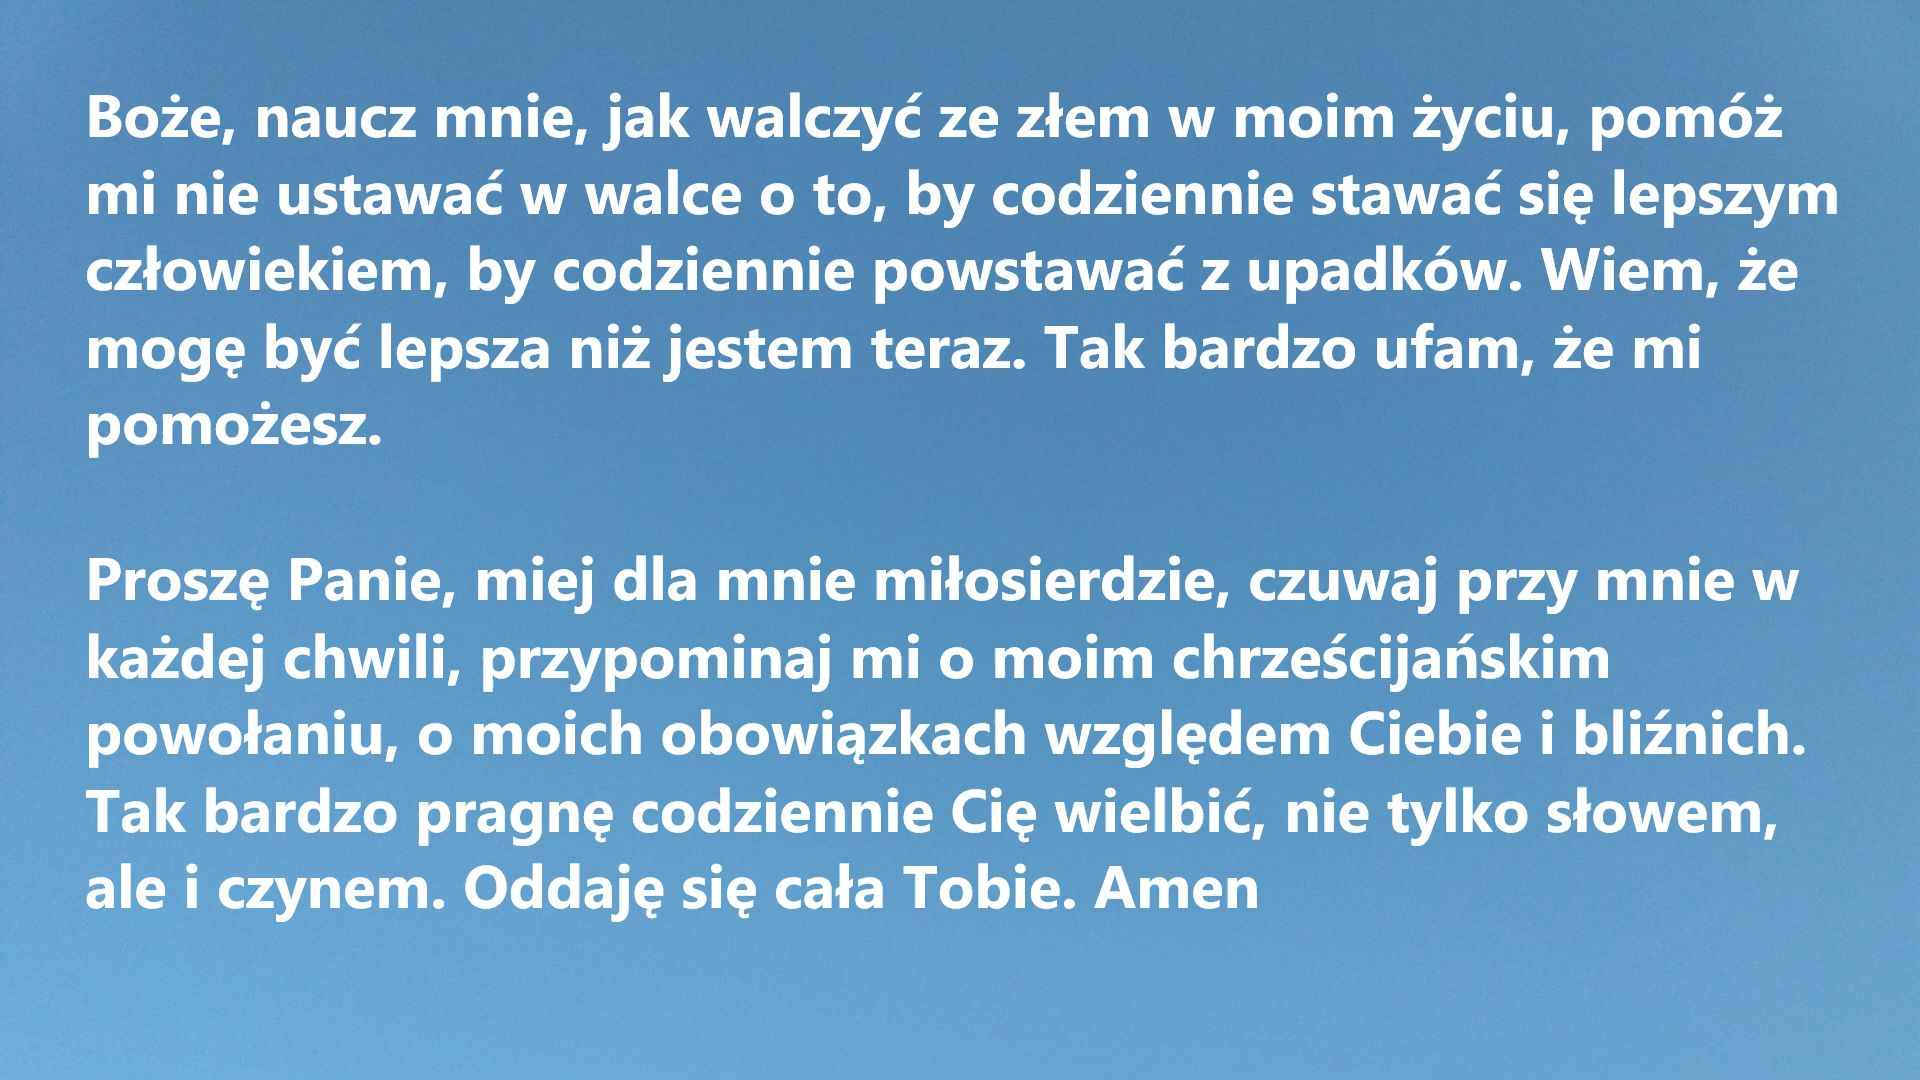 Boże, naucz mnie, jak walczyć ze złem w moim życiu, pomóż
mi nie ustawać w walce o to, by codziennie stawać się lepszym
człowiekiem, by codziennie powstawać z upadków. Wiem, że
mogę być lepsza niż jestem teraz. Tak bardzo ufam, że mi
pomożesz.
Proszę Panie, miej dla mnie miłosierdzie, czuwaj przy mnie w
każdej chwili, przypominaj mi o moim chrześcijańskim
powołaniu, o moich obowiązkach względem Ciebie i bliźnich.
Tak bardzo pragnę codziennie Cię wielbić, nie tylko słowem,
ale i czynem. Oddaję się cała Tobie. Amen